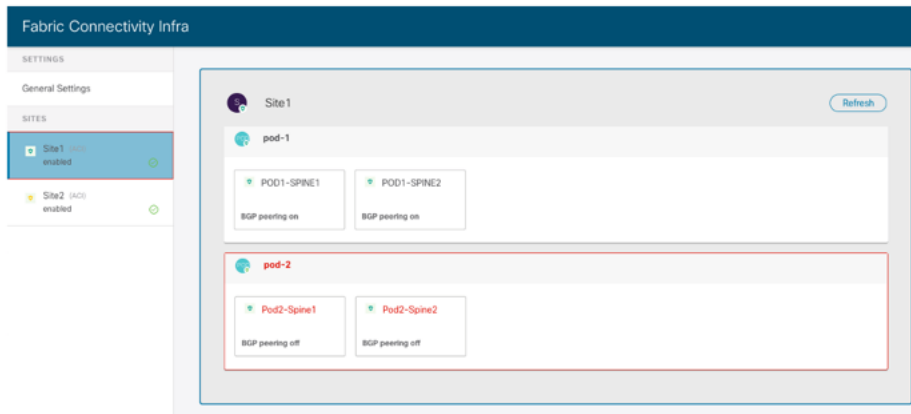 Fabric Connectivity Infra
SETTINGS
General Settings
SITES
Site1 (ACI)
enabled
Site2 (ACI)
enabled
S
Site1
Refresh
pod-1
POD1-SPINE1
POD1-SPINE2
BGP peering on
BGP peering on
pod-2
Pod2-Spine1
Pod2-Spine2
BGP peering off
BGP peering off